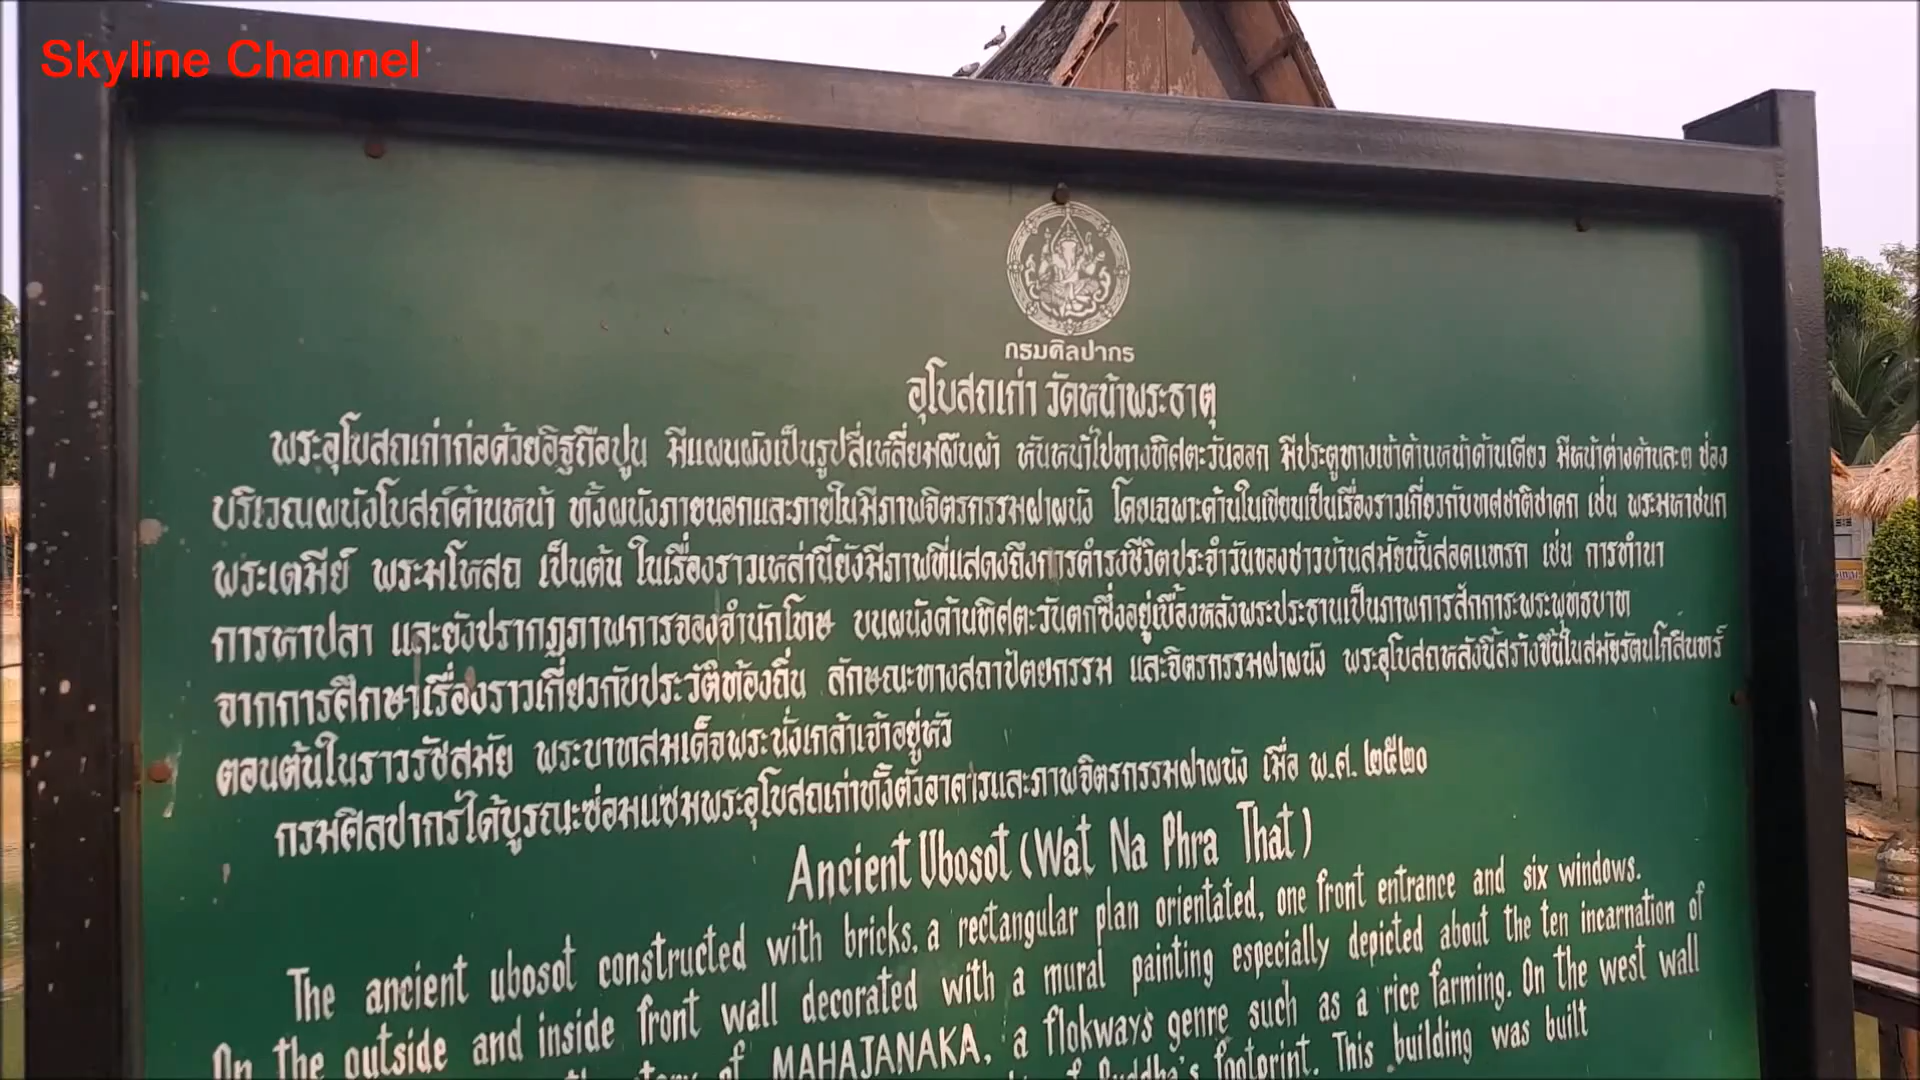 Skyline Channel
กรมศิลปากร
อุโบสถเก่า วัดหน้าพระธาตุ
พระอุโบสถเก่าก่อด้วยอิฐถือปูน มีแผนผังเป็นรูปสี่เหลี่ยมผืนผ้า หันหน้าไปทางทิศตะวันออก มีประตูทางเข้าด้านหน้าด้านเดียว มีหน้าต่างด้านละ ๓ ช่อง
บริเวณผนังโบสถ์ด้านหน้า ทั้งผนังภายนอกและภายในมีภาพจิตรกรรมฝาผนัง โดยเฉพาะด้านในเขียนเป็นเรื่องราวเกี่ยวกับทศชาติชาดก เช่น พระมหาชนก
พระเตมีย์ พระมโหสถ เป็นต้น ในเรื่องราวเหล่านี้ยังมีภาพที่แสดงถึงการดำรงชีวิตประจำวันของชาวบ้านสมัยนั้นสอดแทรก เช่น การทำนา
การหาปลา และยังปรากฏภาพการจองจำนักโทษ บนผนังด้านทิศตะวันตกซึ่งอยู่เบื้องหลังพระประธานเป็นภาพการสักการะพระพุทธบาท
จากการศึกษาเรื่องราวเกี่ยวกับประวัติท้องถิ่น ลักษณะทางสถาปัตยกรรม และจิตรกรรมฝาผนัง พระอุโบสถหลังนี้สร้างขึ้นในสมัยรัตนโกสินทร์
ตอนต้นในราวรัชสมัย พระบาทสมเด็จพระนั่งเกล้าเจ้าอยู่หัว
กรมศิลปากรได้บูรณะซ่อมแซมพระอุโบสถเก่าทั้งตัวอาคารและภาพจิตรกรรมฝาผนัง เมื่อ พ.ศ. ๒๕๒๐
Ancient Ubosot (Wat Na Phra That)
The ancient ubosot constructed with bricks, a rectangular plan orientated, one front entrance and six windows.
On the outside and inside front wall decorated with a mural painting especially depicted about the ten incarnation of
of MAHAJANAKA, a flokways genre such as a rice farming. On the west wall
of Buddha's footprint. This building was built